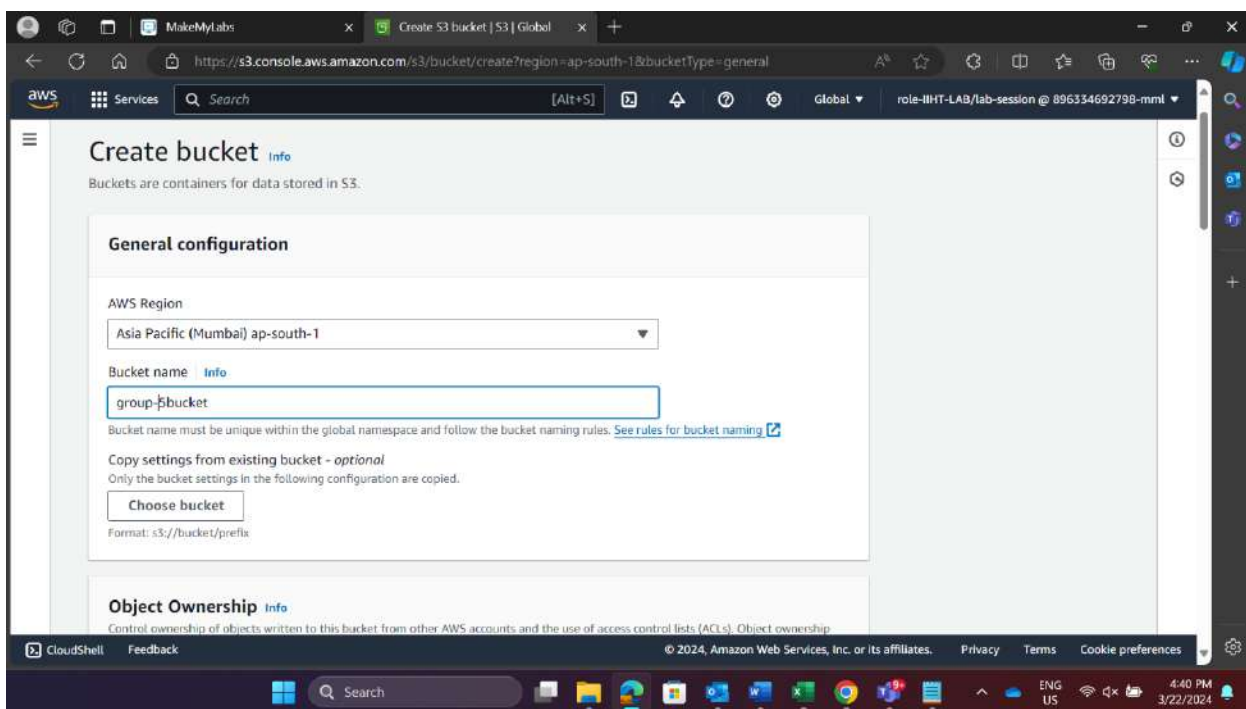 MakeMyLabs
Create S3 bucket | S3 | Global
https://s3.console.aws.amazon.com/s3/bucket/create?region=ap-south-1&bucketType=general
aws
Services
Search
[Alt+S]
Global
role-IIHT-LAB/lab-session @ 896334692798-mml
Create bucket Info
Buckets are containers for data stored in S3.
General configuration
AWS Region
Asia Pacific (Mumbai) ap-south-1
Bucket name Info
group-5bucket
Bucket name must be unique within the global namespace and follow the bucket naming rules. See rules for bucket naming
Copy settings from existing bucket - optional
Only the bucket settings in the following configuration are copied.
Choose bucket
Format: s3://bucket/prefix
Object Ownership Info
Control ownership of objects written to this bucket from other AWS accounts and the use of access control lists (ACLs). Object ownership
CloudShell Feedback
© 2024, Amazon Web Services, Inc. or its affiliates. Privacy Terms Cookie preferences
Search
ENG
US
4:40 PM
3/22/2024